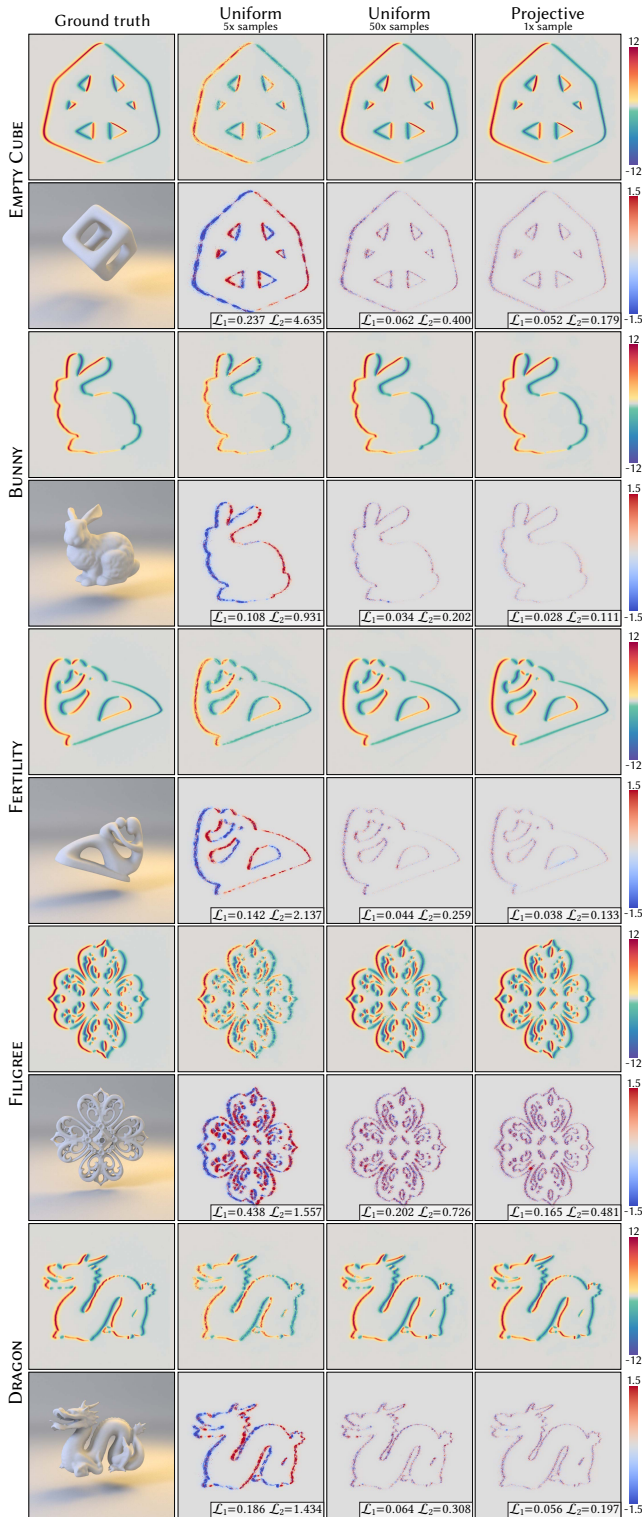 Ground truth
Uniform
5x samples
Uniform
50x samples
Projective
1x sample
EMPTY CUBE
12
-12
1.5
-1.5
ℒ₁=0.237 ℒ₂=4.635
ℒ₁=0.062 ℒ₂=0.400
ℒ₁=0.052 ℒ₂=0.179
BUNNY
12
-12
1.5
-1.5
ℒ₁=0.108 ℒ₂=0.931
ℒ₁=0.034 ℒ₂=0.202
ℒ₁=0.028 ℒ₂=0.111
FERTILITY
12
-12
1.5
-1.5
ℒ₁=0.142 ℒ₂=2.137
ℒ₁=0.044 ℒ₂=0.259
ℒ₁=0.038 ℒ₂=0.133
FILIGREE
12
-12
1.5
-1.5
ℒ₁=0.438 ℒ₂=1.557
ℒ₁=0.202 ℒ₂=0.726
ℒ₁=0.165 ℒ₂=0.481
DRAGON
12
-12
1.5
-1.5
ℒ₁=0.186 ℒ₂=1.434
ℒ₁=0.064 ℒ₂=0.308
ℒ₁=0.056 ℒ₂=0.197